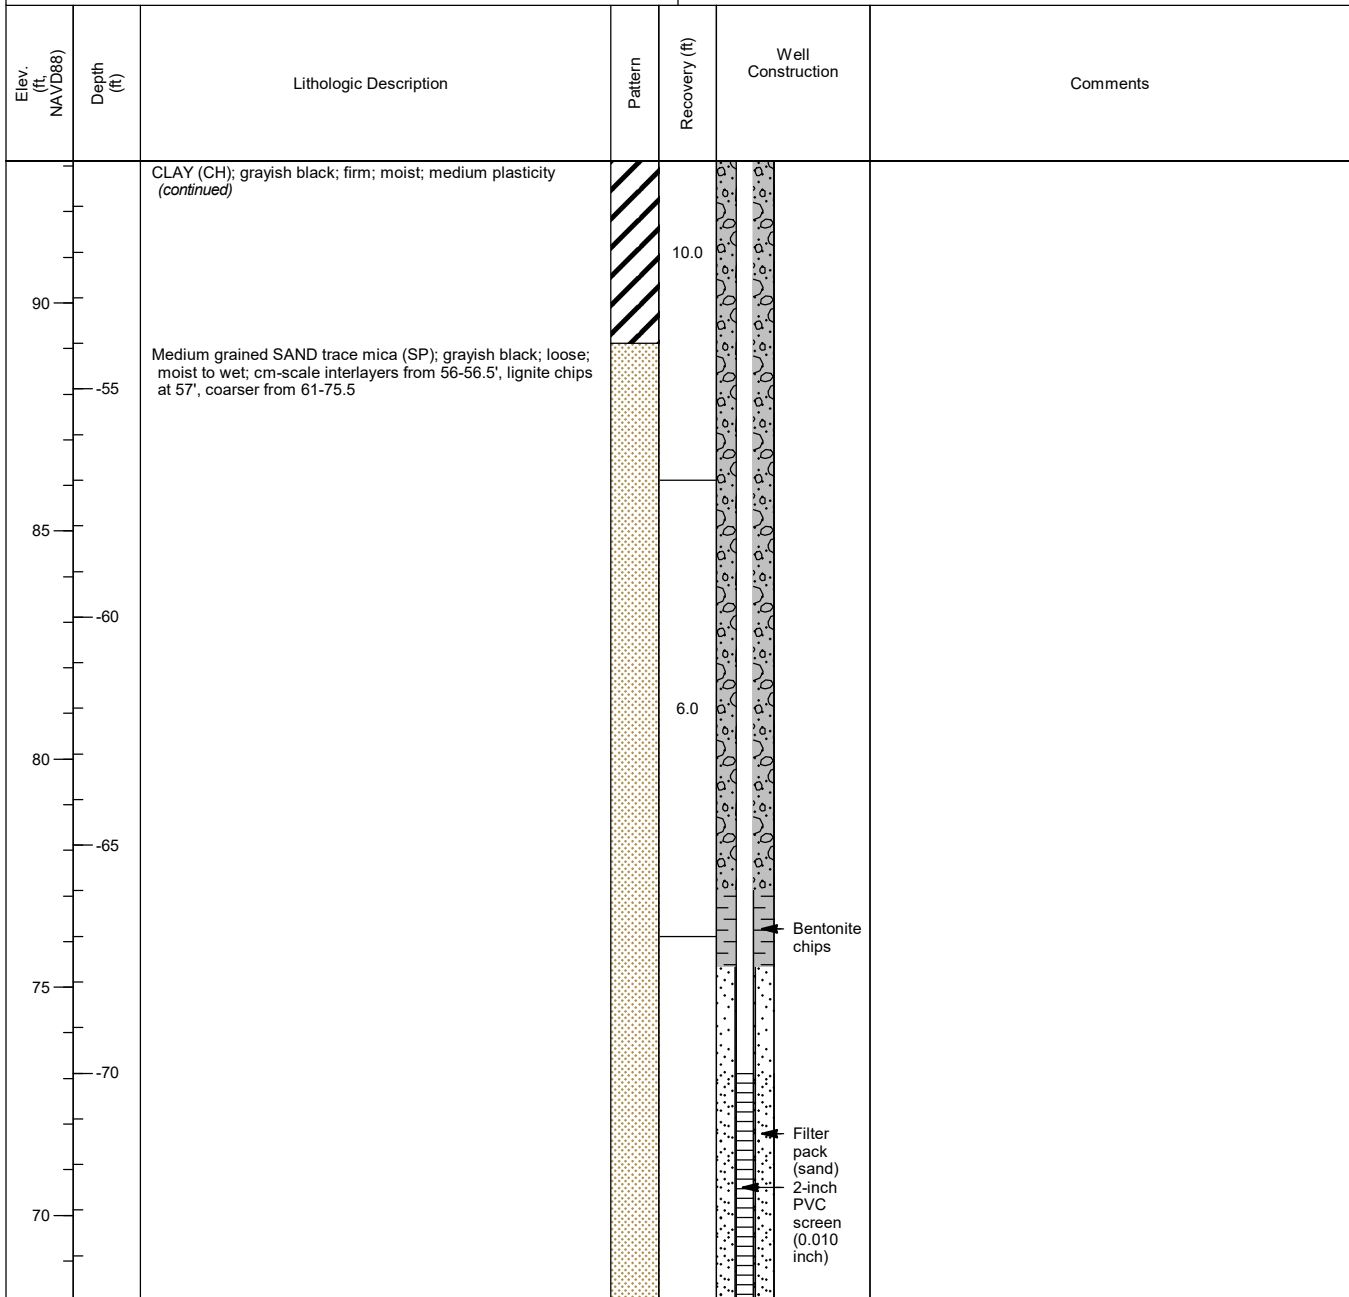 Elev.
(ft,
NAVD88)
Depth
(ft)
Lithologic Description
Pattern
Recovery (ft)
Well
Construction
Comments
CLAY (CH); grayish black; firm; moist; medium plasticity
(continued)
10.0
90
Medium grained SAND trace mica (SP); grayish black; loose;
moist to wet; cm-scale interlayers from 56-56.5', lignite chips
at 57', coarser from 61-75.5
-55
85
-60
6.0
80
-65
Bentonite
chips
75
-70
Filter
pack
(sand)
2-inch
PVC
screen
(0.010
inch)
70